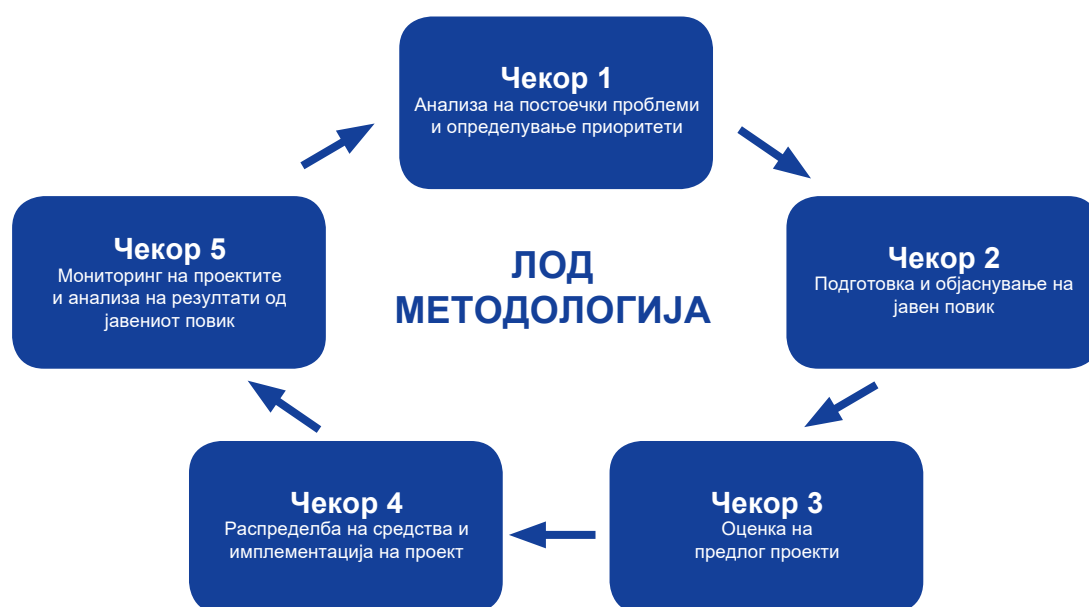 Чекор 1
Анализа на постоечки проблеми
и определување приоритети
Чекор 5
Мониторинг на проектите
и анализа на резултати од
јавениот повик
ЛОД
МЕТОДОЛОГИЈА
Чекор 2
Подготовка и објаснување на
јавен повик
Чекор 4
Распределба на средства и
имплементација на проект
Чекор 3
Оценка на
предлог проекти